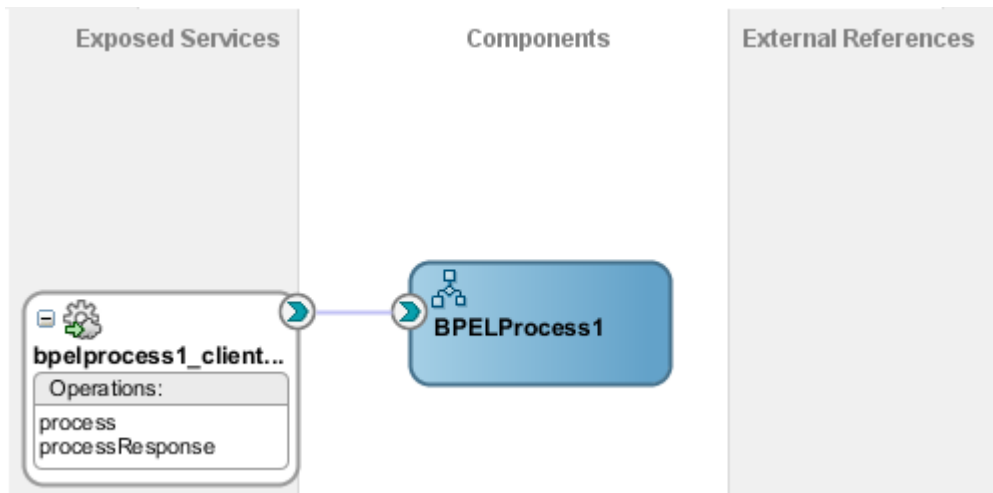 Exposed Services
Components
External References
bpelprocess1_client...
Operations:
process
processResponse
BPELProcess1